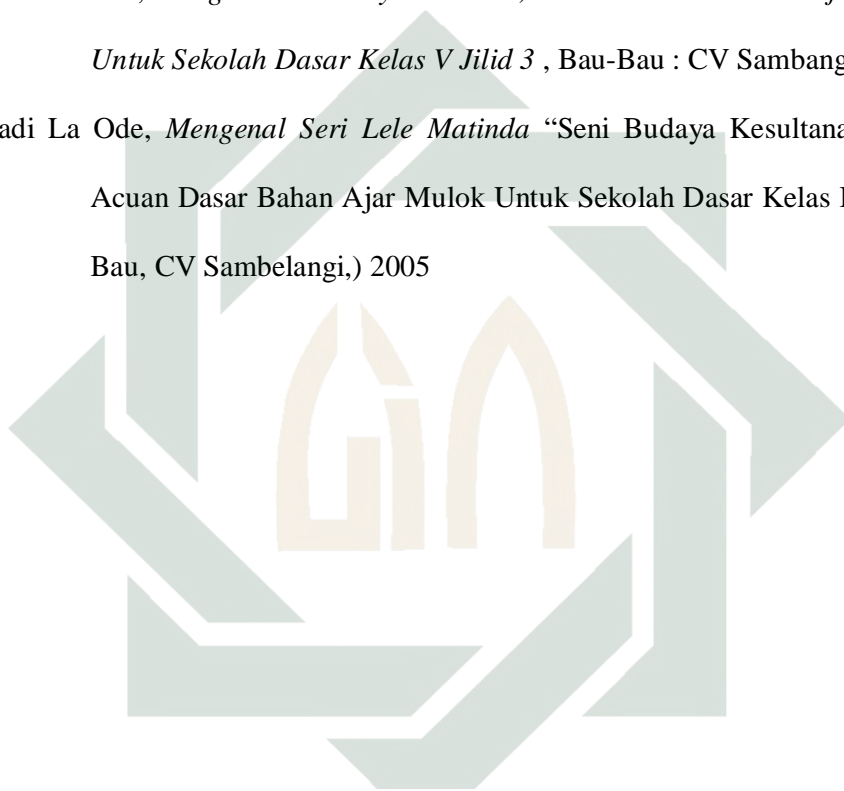 Untuk Sekolah Dasar Kelas V Jilid 3 , Bau-Bau : CV Sambang
adi La Ode, Mengenal Seri Lele Matinda “Seni Budaya Kesultana
Acuan Dasar Bahan Ajar Mulok Untuk Sekolah Dasar Kelas
Bau, CV Sambelangi,) 2005